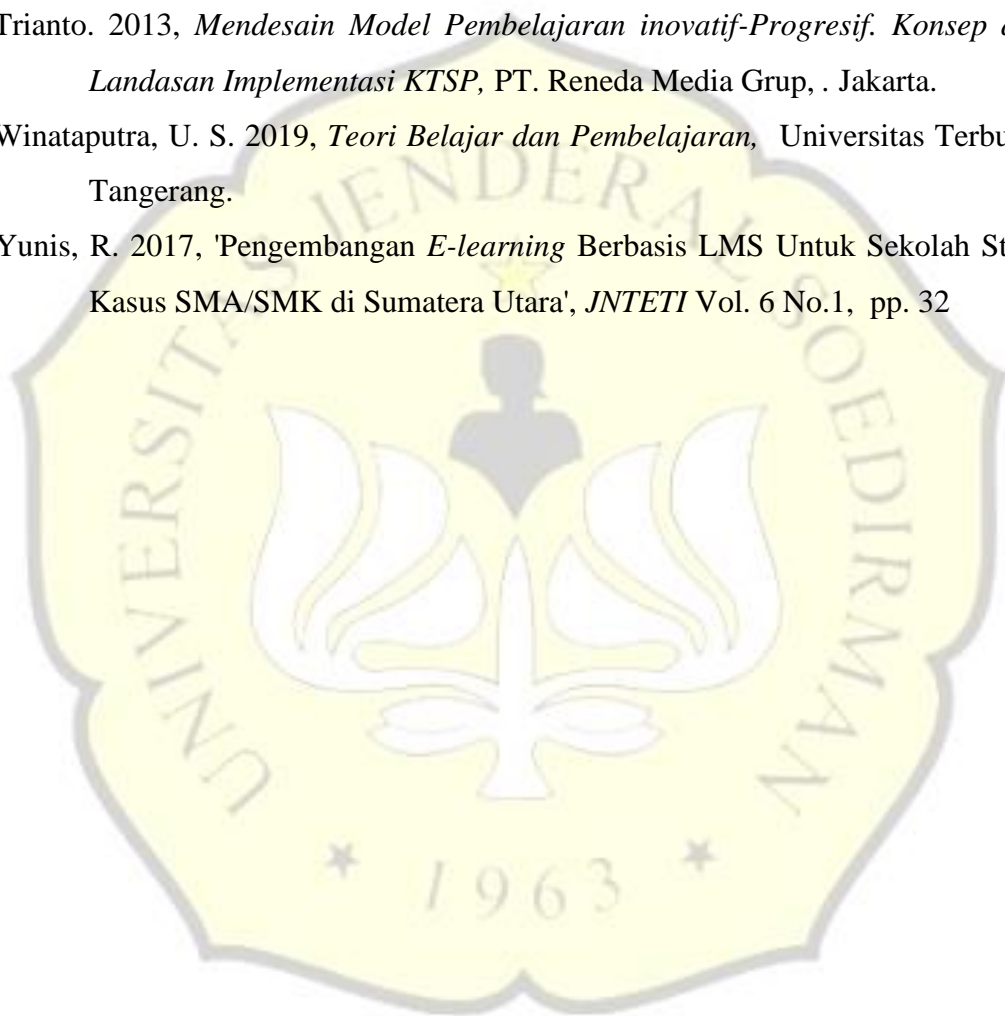 Trianto. 2013, Mendesain Model Pembelajaran inovatif-Progresif. Konsep
Landasan Implementasi KTSP, PT. Reneda Media Grup, . Jakarta.
Winataputra, U. S. 2019, Teori Belajar dan Pembelajaran, Universitas
Tangerang.
Yunis, R. 2017, 'Pengembangan E-learning Berbasis LMS Untuk Sekolah
Kasus SMA/SMK di Sumatera Utara', JNTETI Vol. 6 No.1, pp. 32
UNIVERSITAS JENDERAL SOEDIRMAN
1963